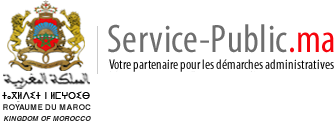 المملكة المغربية
ⵜⴰⴳⵍⴷⵉⵜ ⵏ ⵍⵎⵖⵔⵉⴱ
ROYAUME DU MAROC
KINGDOM OF MOROCCO
Service-Public.ma
Votre partenaire pour les démarches administratives